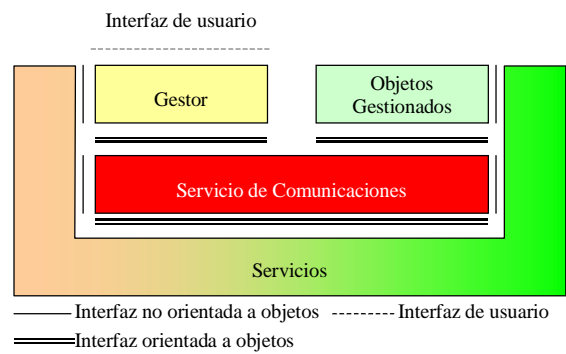 Interfaz de usuario
Gestor
Objetos
Gestionados
Servicio de Comunicaciones
Servicios
Interfaz no orientada a objetos
Interfaz de usuario
Interfaz orientada a objetos